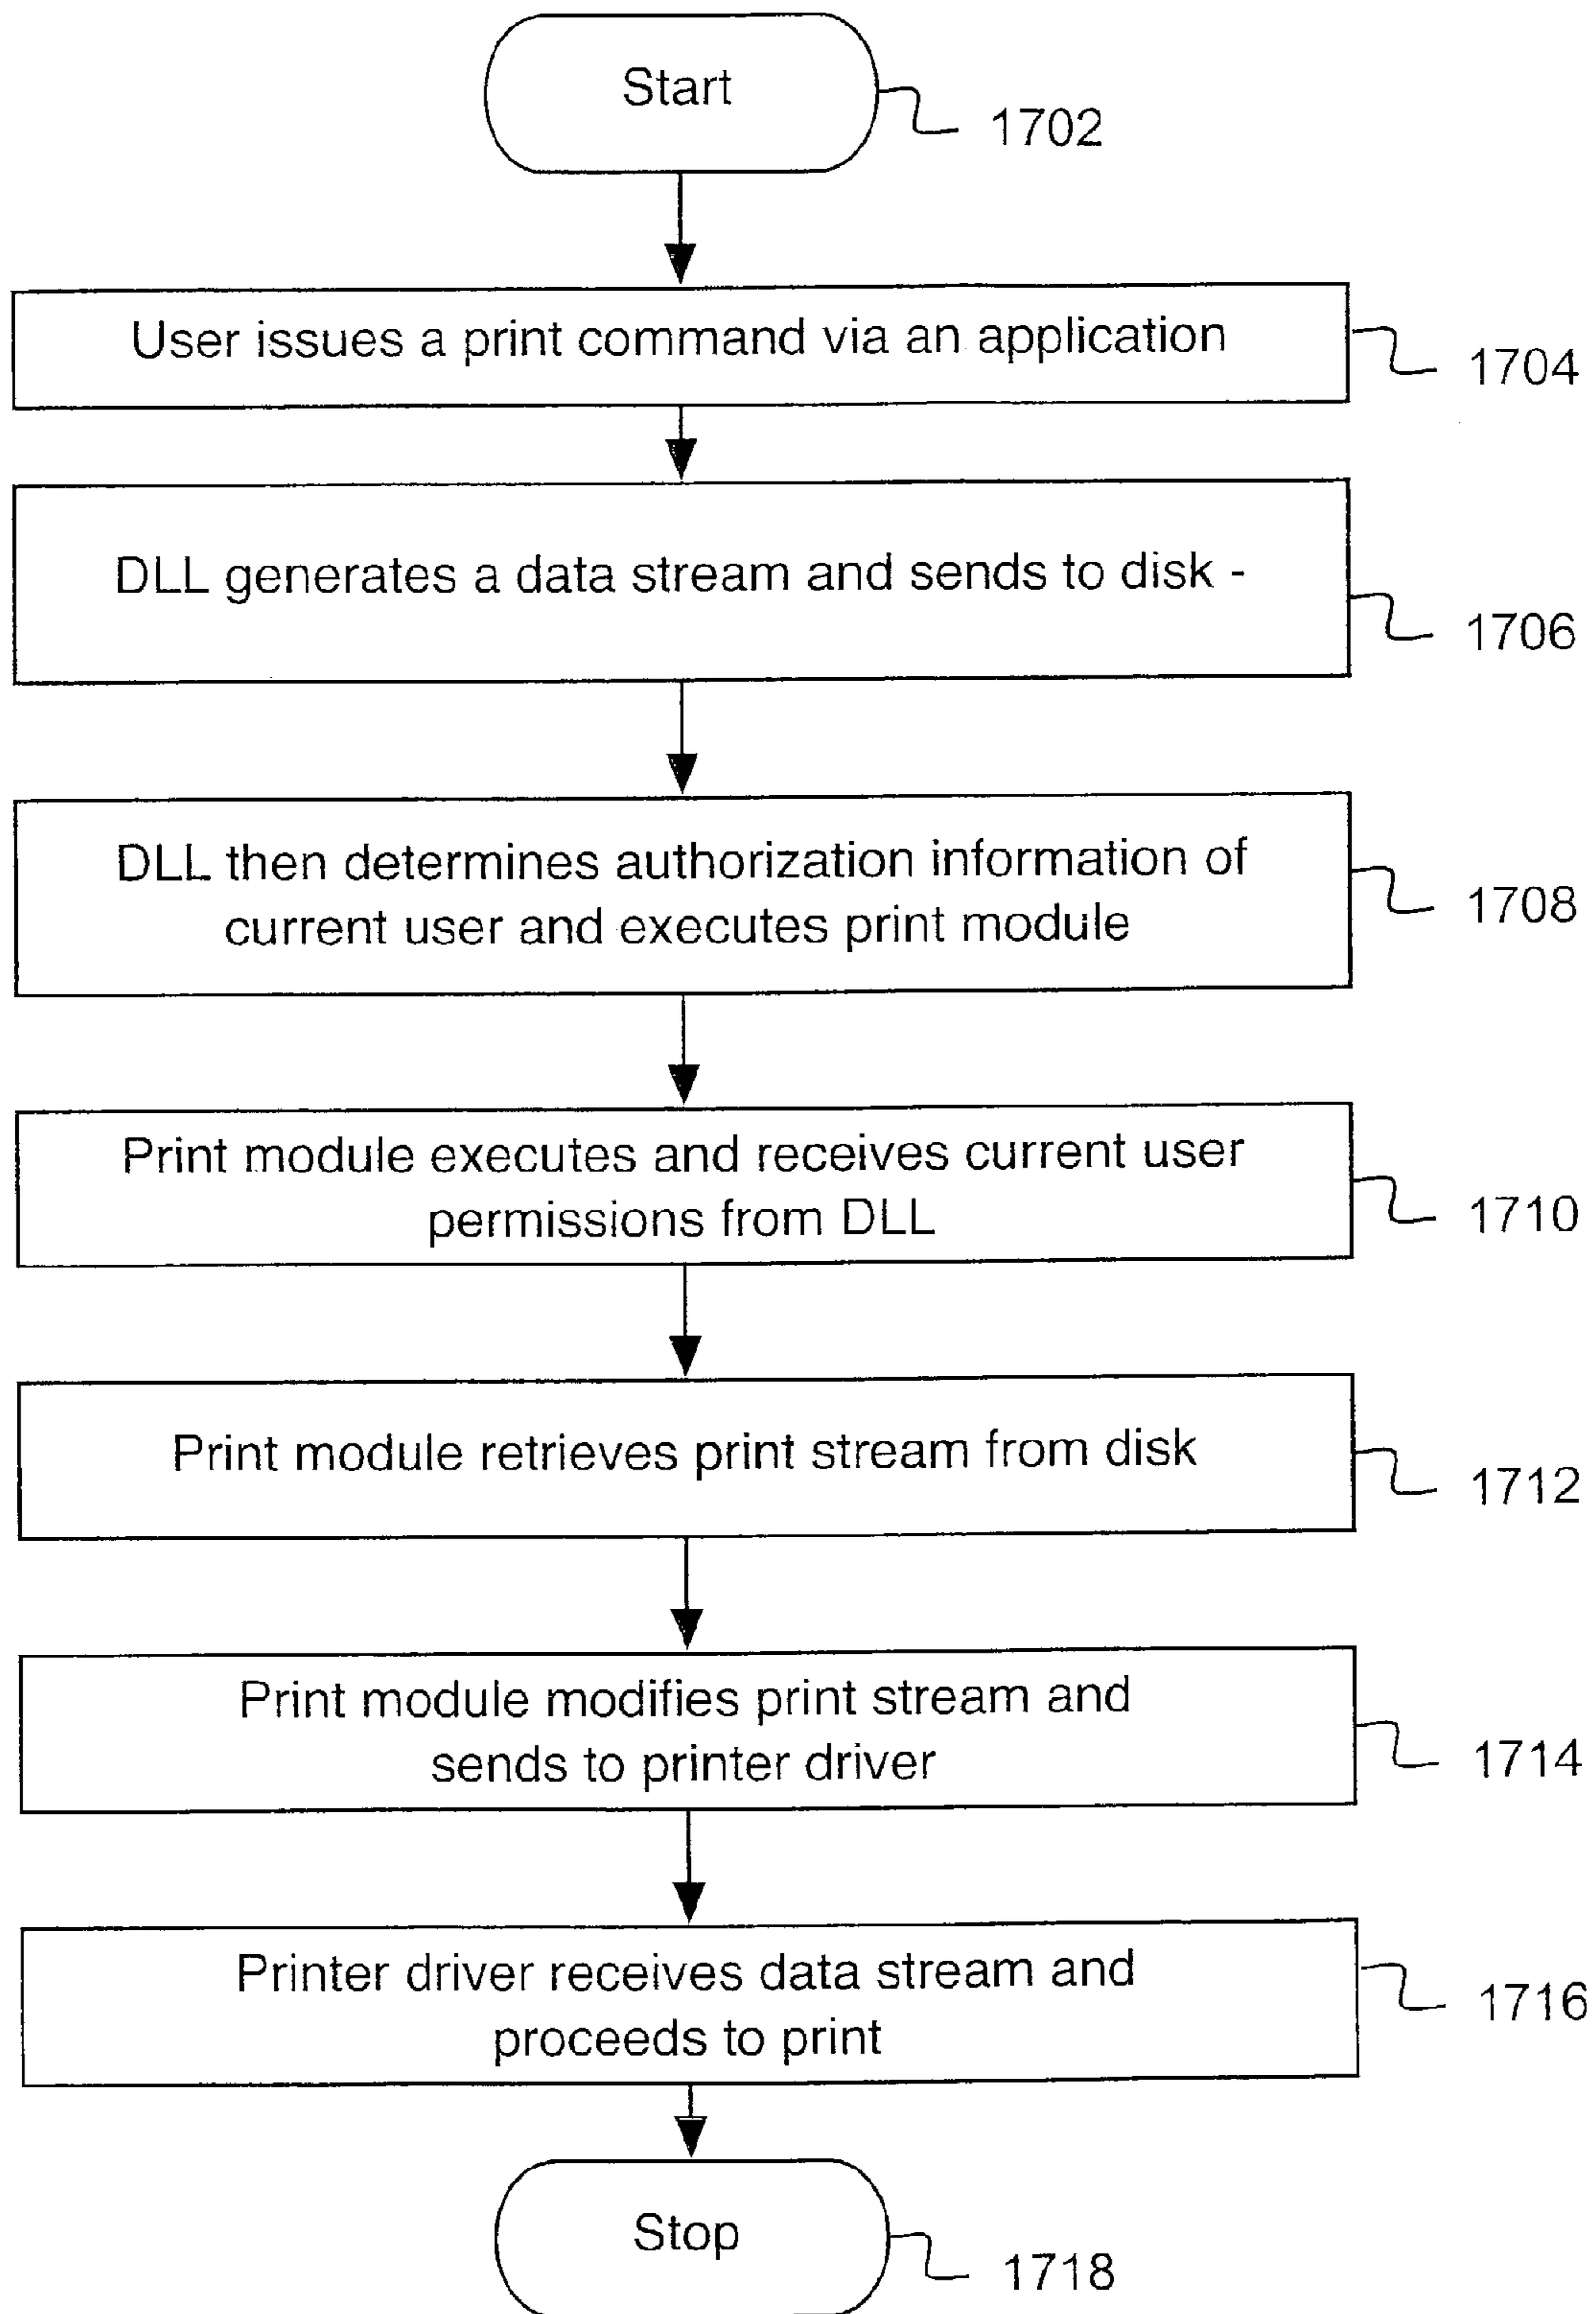 Start
1702
User issues a print command via an application
1704
DLL generates a data stream and sends to disk -
1706
DLL then determines authorization information of
current user and executes print module
1708
Print module executes and receives current user
permissions from DLL
1710
Print module retrieves print stream from disk
1712
Print module modifies print stream and
sends to printer driver
1714
Printer driver receives data stream and
proceeds to print
1716
Stop
1718